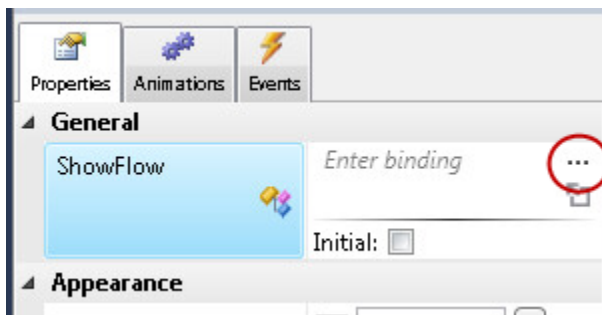 Properties Animations Events
General
ShowFlow Enter binding ...
Initial:
Appearance